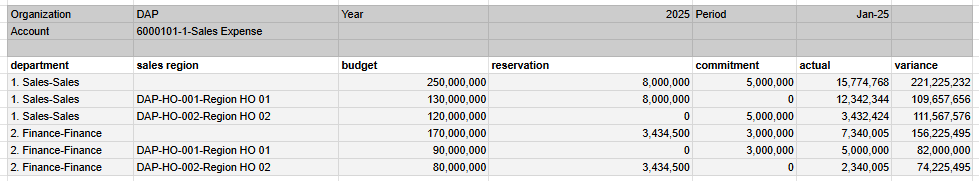 Organization DAP Year 2025 Period Jan-25
Account 6000101-1-Sales Expense
department sales region budget reservation commitment actual variance
1. Sales-Sales 250,000,000 8,000,000 5,000,000 15,774,768 221,225,232
1. Sales-Sales DAP-HO-001-Region HO 01 130,000,000 8,000,000 0 12,342,344 109,657,656
1. Sales-Sales DAP-HO-002-Region HO 02 120,000,000 0 5,000,000 3,432,424 111,567,576
2. Finance-Finance 170,000,000 3,434,500 3,000,000 7,340,005 156,225,495
2. Finance-Finance DAP-HO-001-Region HO 01 90,000,000 0 3,000,000 5,000,000 82,000,000
2. Finance-Finance DAP-HO-002-Region HO 02 80,000,000 3,434,500 0 2,340,005 74,225,495